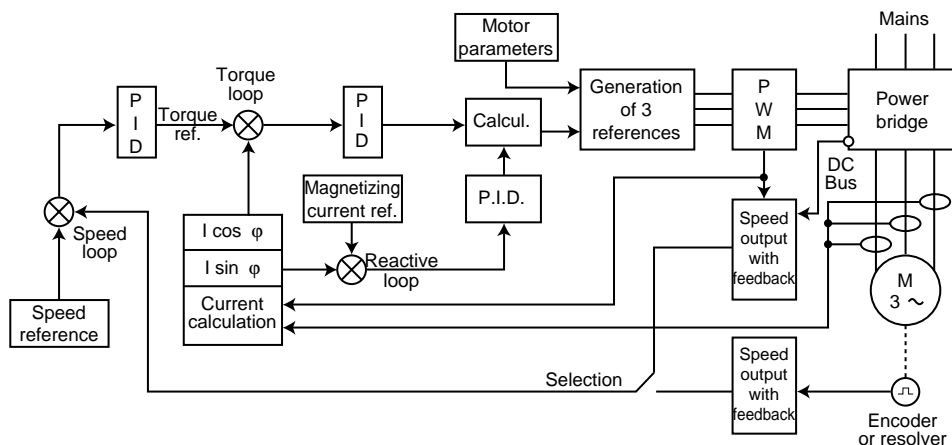 Mains
Motor
parameters
Torque
loop
P
I
D
Torque
ref.
P
I
D
Calcul.
Generation
of 3
references
P
W
M
Power
bridge
DC
Bus
Magnetizing
current ref.
P.I.D.
Speed
loop
I cos φ
I sin φ
Current
calculation
Reactive
loop
Speed
output
with
feedback
M
3 ~
Speed
reference
Selection
Speed
output
with
feedback
Encoder
or resolver